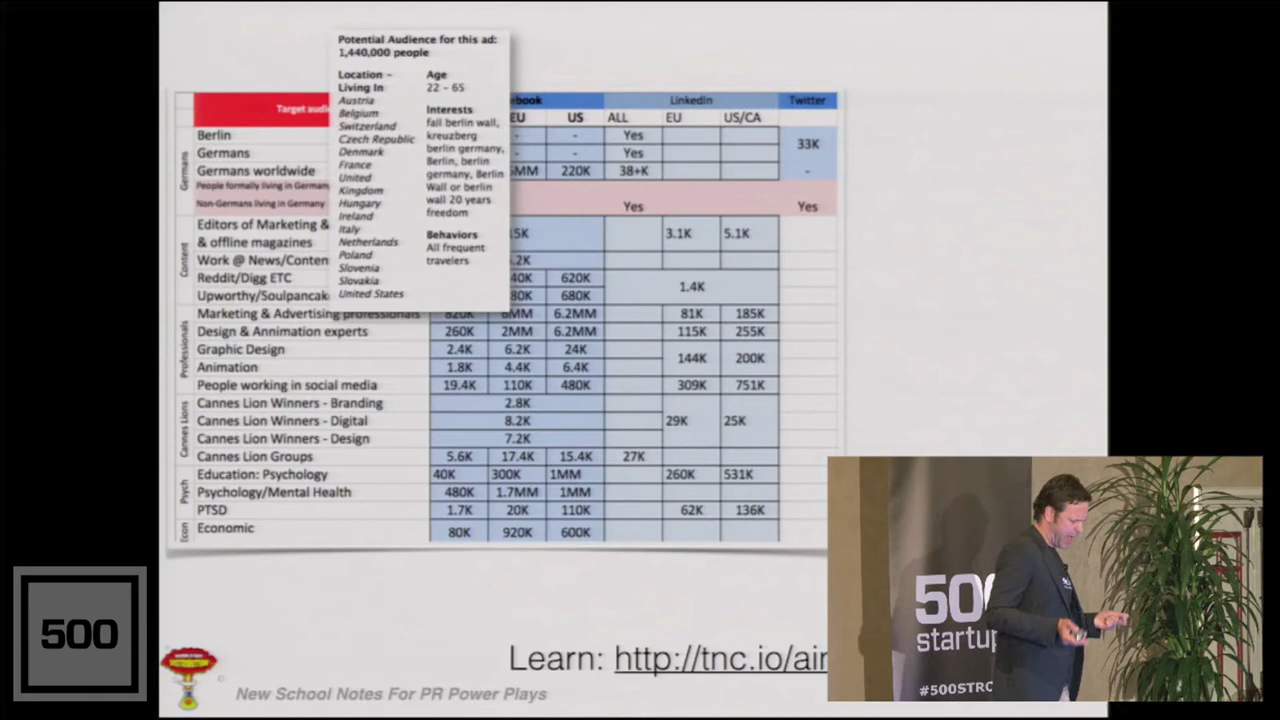 Potential Audience for this ad:
1,440,000 people
Location –
Living In
Austria
Belgium
Switzerland
Czech Republic
Denmark
France
United
Kingdom
Hungary
Ireland
Italy
Netherlands
Poland
Slovenia
Slovakia
United States
Age
22 – 65
Interests
fall berlin wall,
kreuzberg
berlin germany,
Berlin, berlin
germany, Berlin
Wall or berlin
wall 20 years
freedom
Behaviors
All frequent
travelers
Target audi ebook LinkedIn Twitter
EU US ALL EU US/CA
Germans
Berlin - - Yes 33K
Germans - - Yes
Germans worldwide MM 220K 38+K -
People formally living in Germany
Non-Germans living in Germany Yes Yes
Content
Editors of Marketing & 5K 3.1K 5.1K
& offline magazines
Work @ News/Conten .2K
Reddit/Digg ETC 40K 620K 1.4K
Upworthy/Soulpancak 80K 680K
Professionals
Marketing & Advertising professionals 820K 6MM 6.2MM 81K 185K
Design & Annimation experts 260K 2MM 6.2MM 115K 255K
Graphic Design 2.4K 6.2K 24K 144K 200K
Animation 1.8K 4.4K 6.4K
People working in social media 19.4K 110K 480K 309K 751K
Cannes Lions
Cannes Lion Winners - Branding 2.8K
Cannes Lion Winners - Digital 8.2K 29K 25K
Cannes Lion Winners - Design 7.2K
Cannes Lion Groups 5.6K 17.4K 15.4K 27K
Psych
Education: Psychology 40K 300K 1MM 260K 531K
Psychology/Mental Health 480K 1.7MM 1MM
PTSD 1.7K 20K 110K 62K 136K
Econ
Economic 80K 920K 600K
500
startup
#500STRO
500
Learn: http://tnc.io/air
New School Notes For PR Power Plays